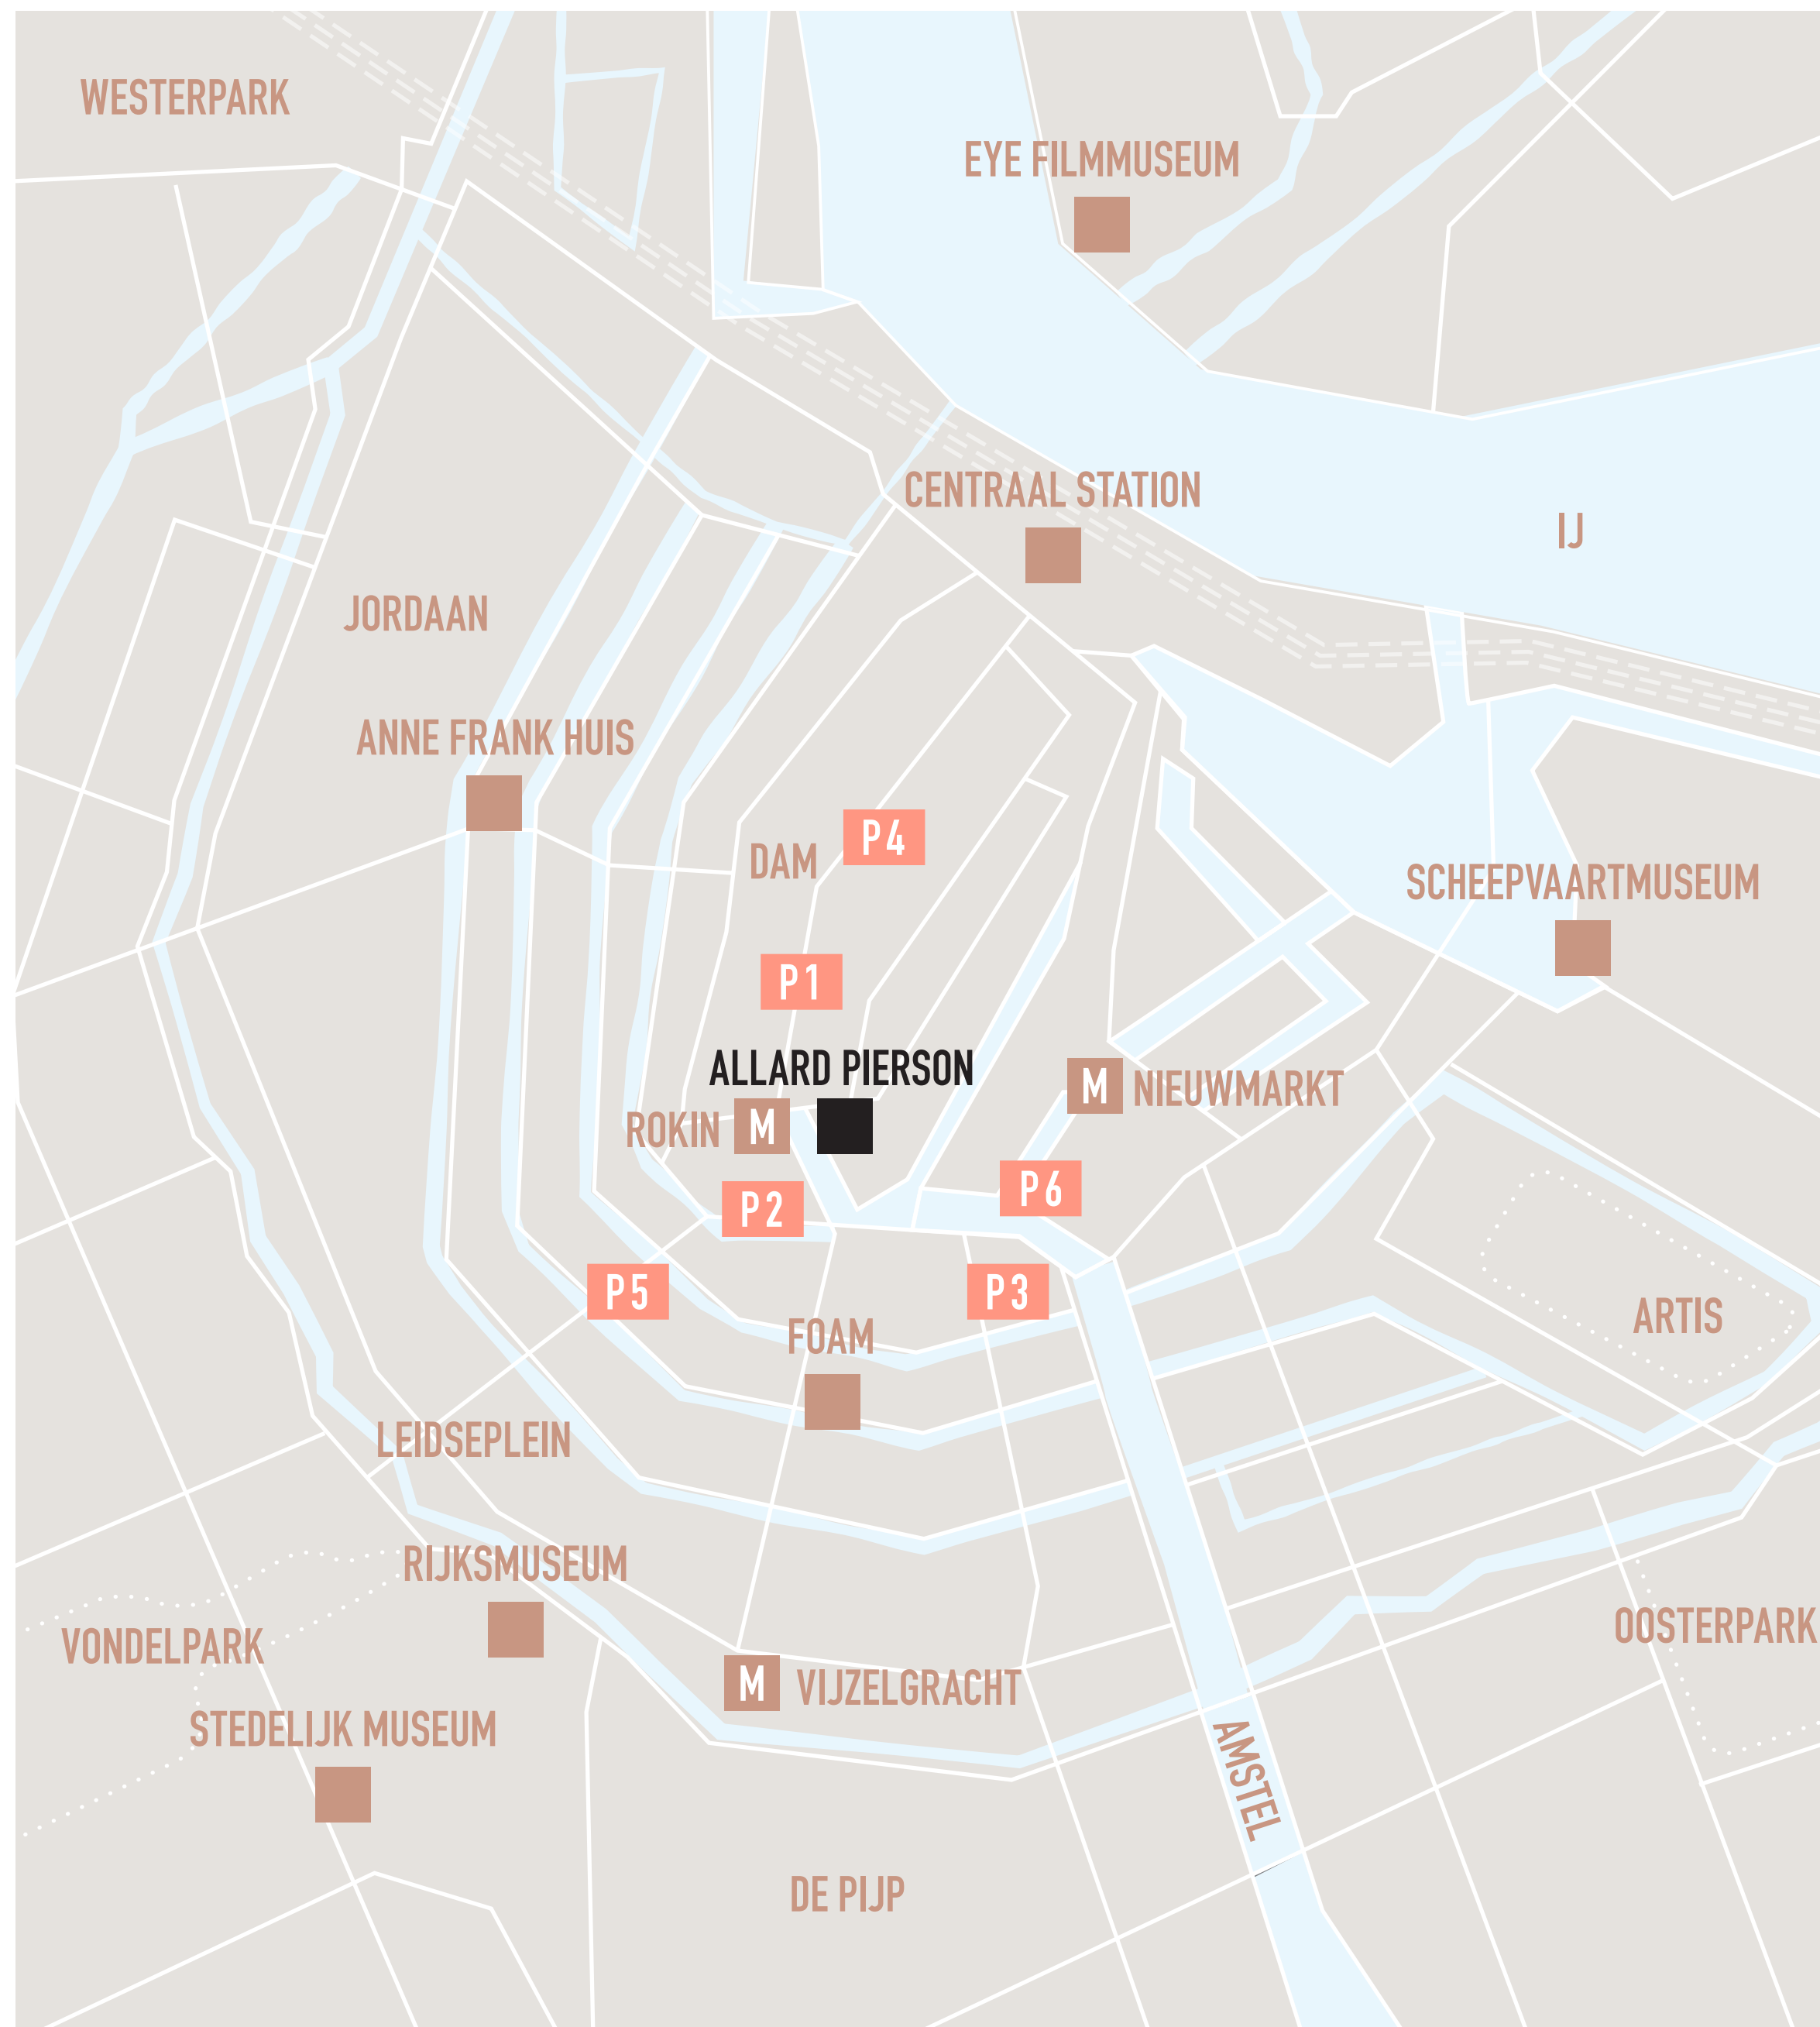 WESTERPARK
EYE FILMMUSEUM
CENTRAAL STATION
IJ
JORDAAN
ANNE FRANK HUIS
P4
DAM
SCHEEPVAARTMUSEUM
P1
ALLARD PIERSON
M NIEUWMARKT
ROKIN M
P6
P2
P5
P3
ARTIS
FOAM
LEIDSEPLEIN
RIJKSMUSEUM
OOSTERPARK
VONDELPARK
M VIJZELGRACHT
STEDELIJK MUSEUM
AMSTEL
DE PIJP